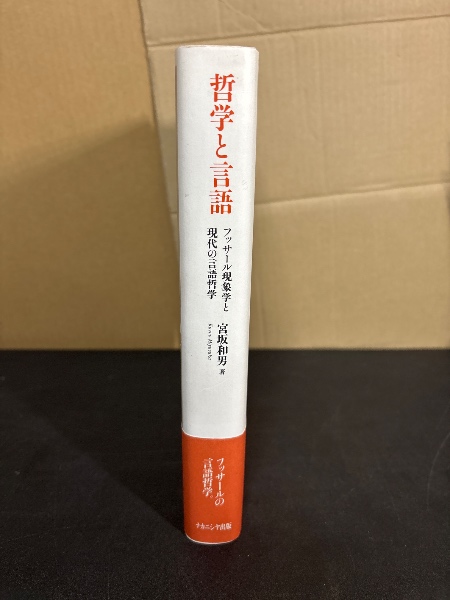 哲学と言語
フッサール現象学と
現代の言語哲学
宮坂和男 著
フッサールの
言語哲学。
ナカニシヤ出版